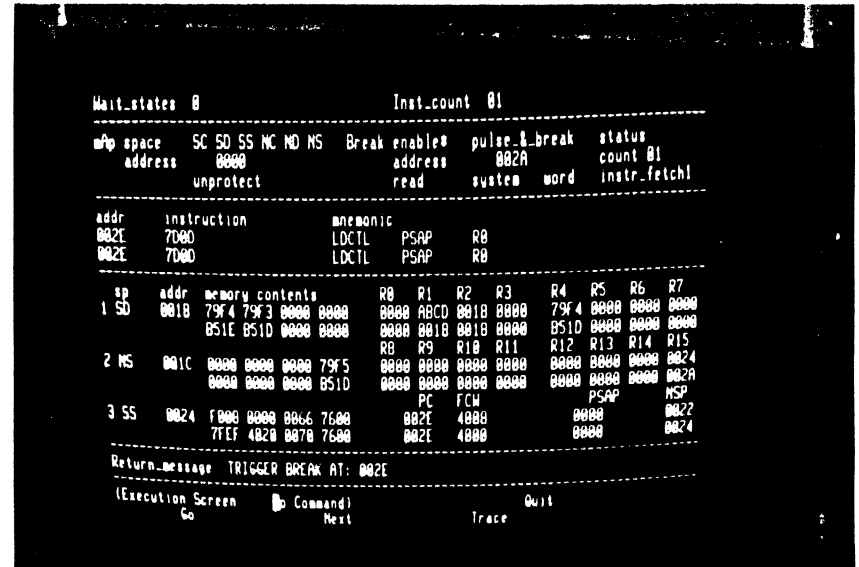 Wait_states 0 Inst_count 01
mAp space SC SD SS NC ND NS Break enable# pulse_&_break status
address 0000 address 002A count 01
unprotect read system word instr_fetch1
addr instruction mnemonic
002E 7D0D LDCTL PSAP R0
002E 7D0D LDCTL PSAP R0
sp addr memory contents R0 R1 R2 R3 R4 R5 R6 R7
1 SD 0018 79F4 79F3 0000 0000 0000 ABCD 0018 0000 79F4 0000 0000 0000
B51E B51D 0000 0000 0000 0018 0018 0000 B51D 0000 0000 0000
R8 R9 R10 R11 R12 R13 R14 R15
2 NS 001C 0000 0000 0000 79F5 0000 0000 0000 0000 0000 0000 0000 0024
0000 0000 0000 B51D 0000 0000 0000 0000 0000 0000 0000 002A
PC FCW PSAP NSP
3 SS 0024 F008 0000 0066 7600 002E 4008 0000 0022
7FEF 4020 0070 7600 002E 4000 0000 0024
Return_message TRIGGER BREAK AT: 002E
(Execution Screen Do Command) Quit
Go Next Trace